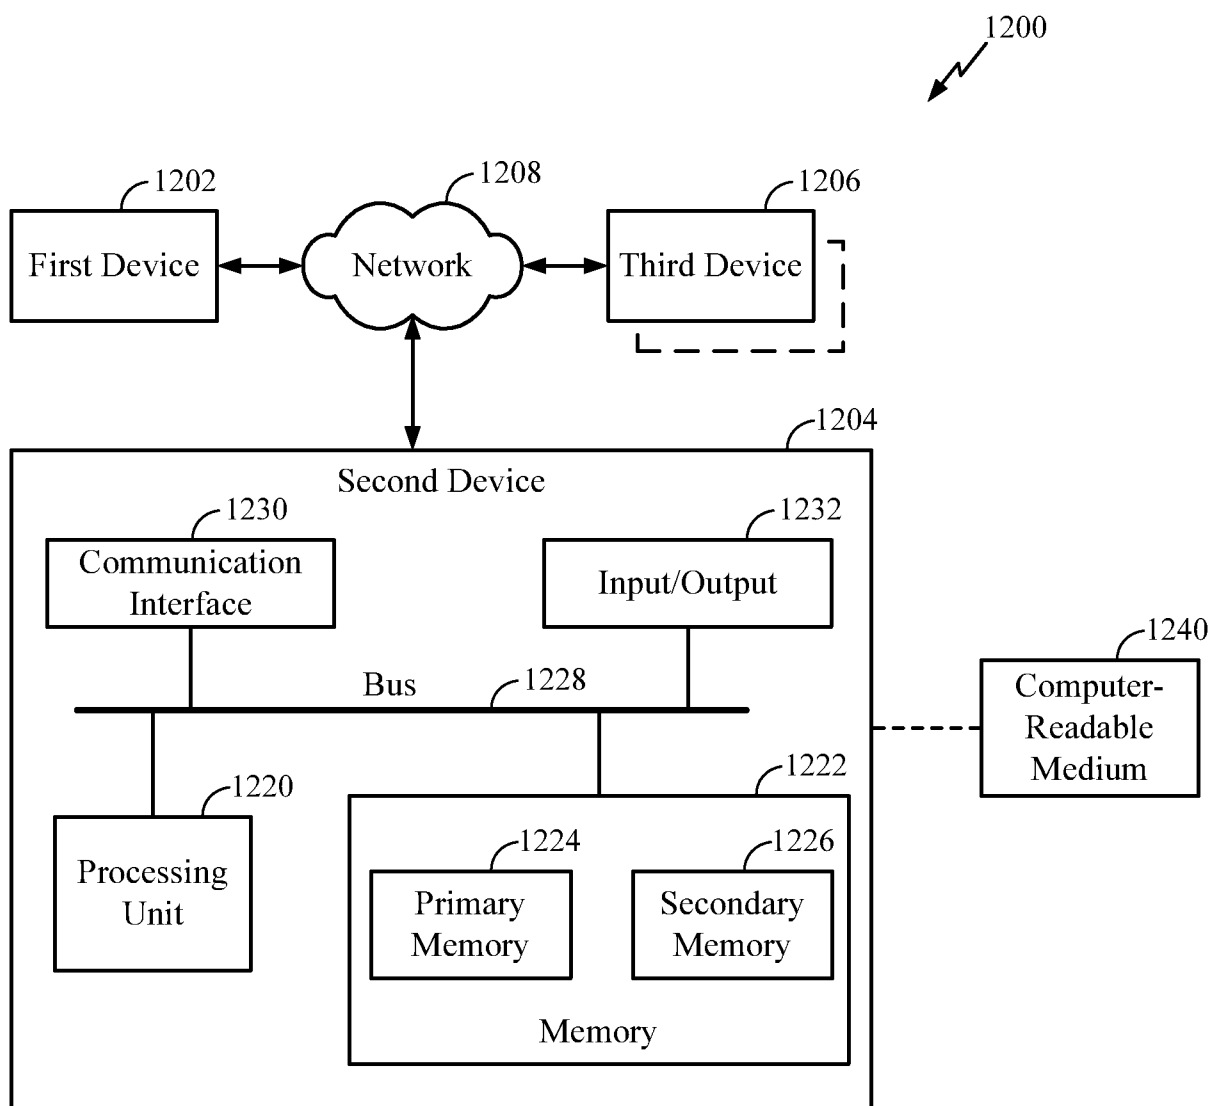 1200
1202
1208
1206
First Device
Network
Third Device
1204
Second Device
1230
1232
Communication
Interface
Input/Output
1240
Computer-
Readable
Medium
Bus
1228
1220
1222
Processing
Unit
1224
1226
Primary
Memory
Secondary
Memory
Memory